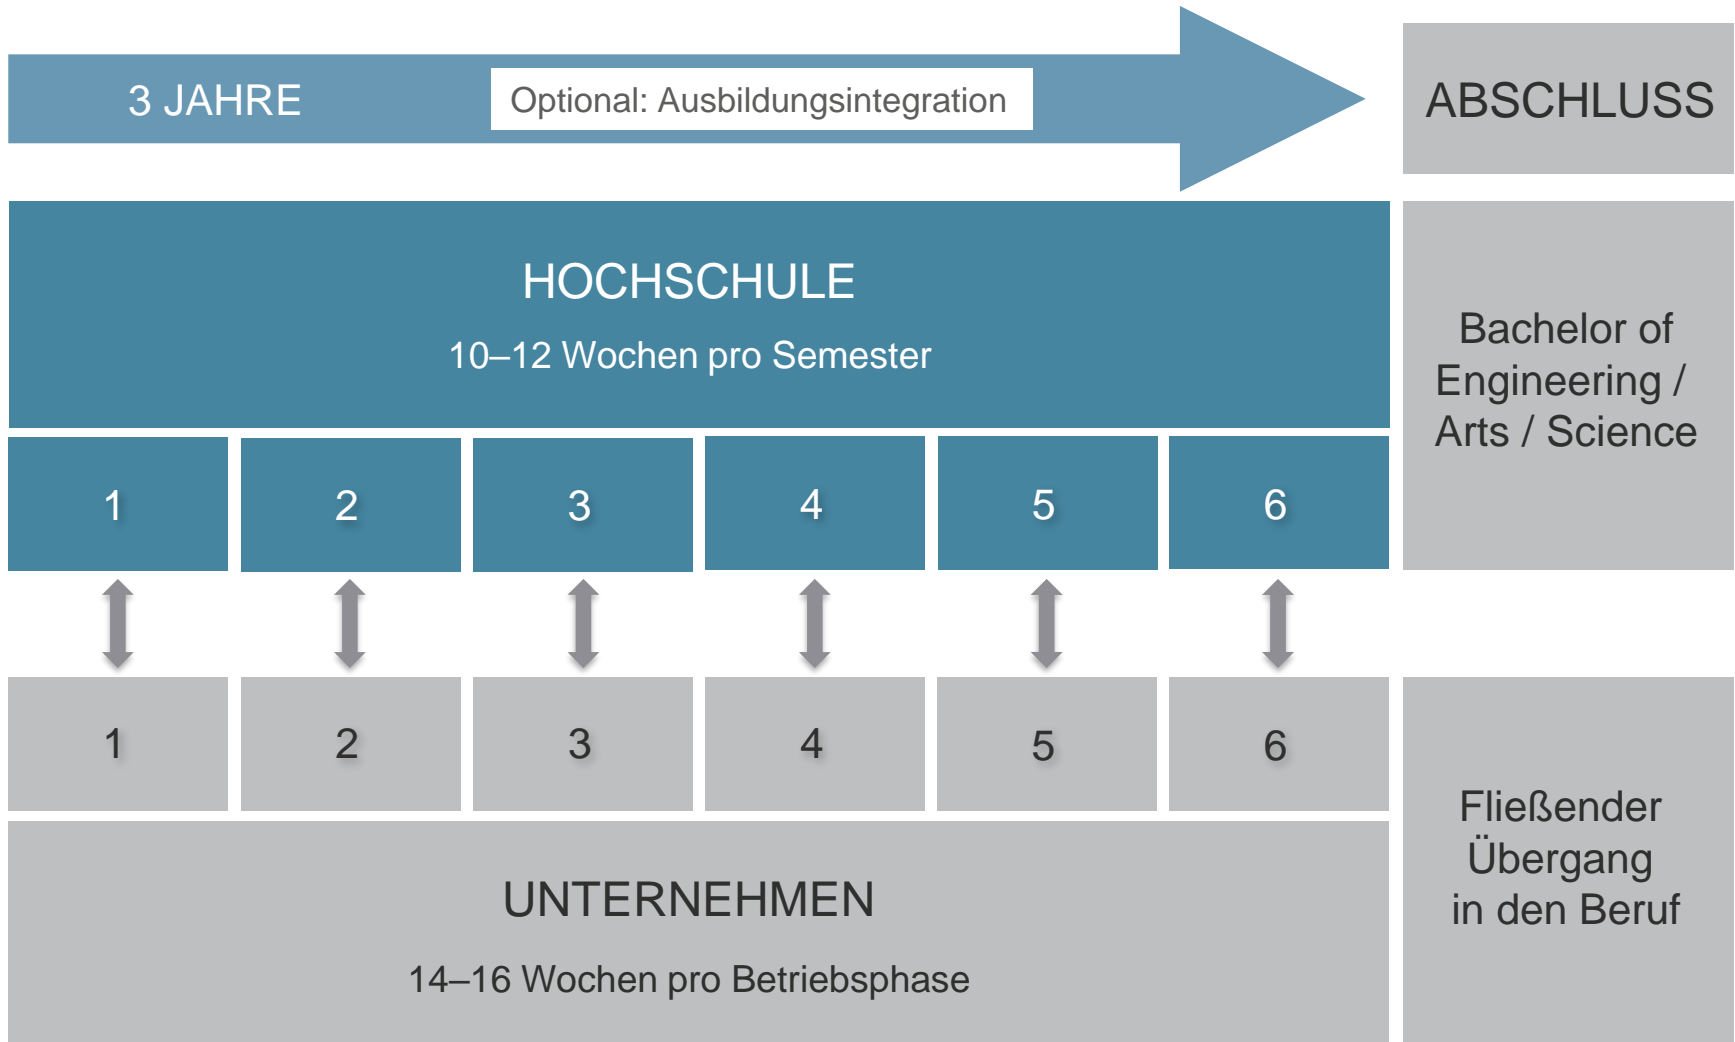 3 JAHRE
Optional: Ausbildungsintegration
ABSCHLUSS
HOCHSCHULE
10–12 Wochen pro Semester
Bachelor of
Engineering /
Arts / Science
1
2
3
4
5
6
1
2
3
4
5
6
UNTERNEHMEN
14–16 Wochen pro Betriebsphase
Fließender
Übergang
in den Beruf